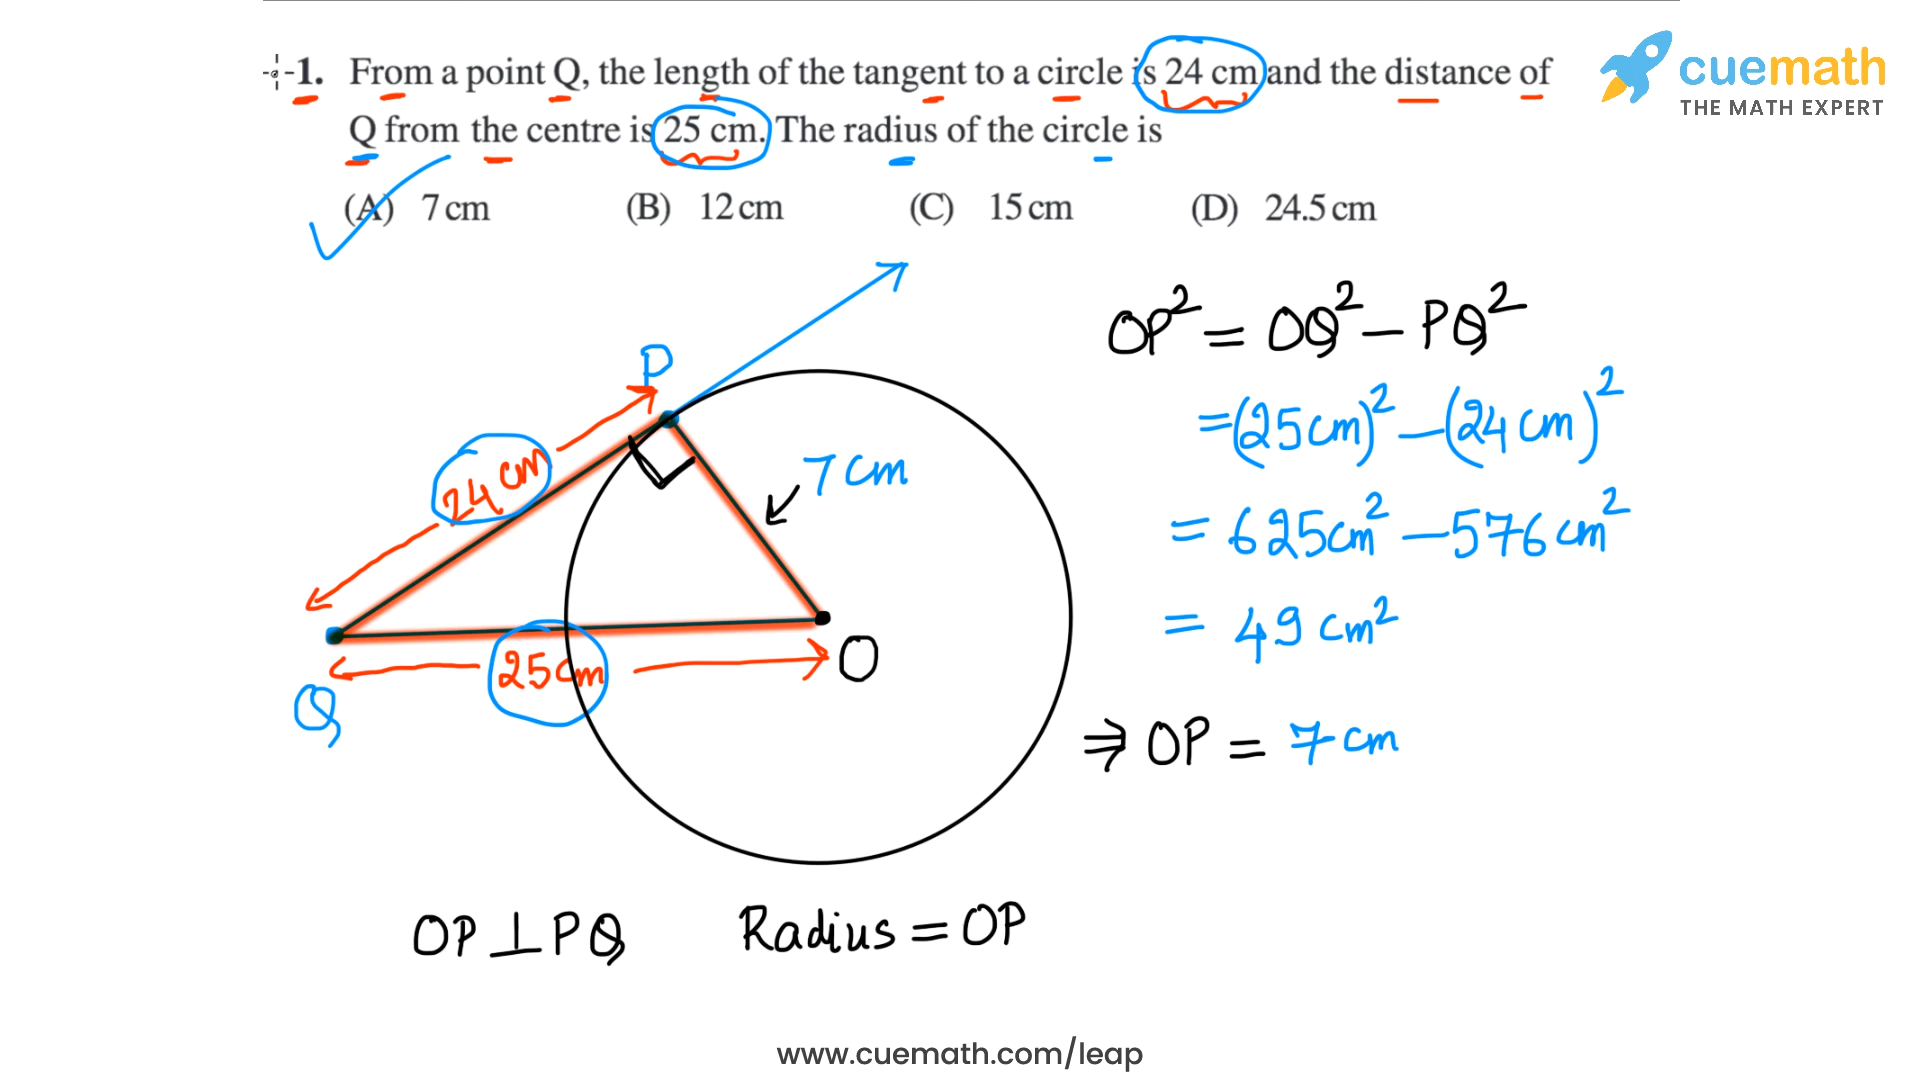 1. From a point Q, the length of the tangent to a circle is 24 cm and the distance of
Q from the centre is 25 cm. The radius of the circle is
(A) 7 cm (B) 12 cm (C) 15 cm (D) 24.5 cm
cuemath
THE MATH EXPERT
P
24 cm
7 cm
25 cm
O
Q
OP² = OQ² – PQ²
= (25 cm)² – (24 cm)²
= 625 cm² – 576 cm²
= 49 cm²
⇒ OP = 7 cm
OP ⊥ PQ
Radius = OP
www.cuemath.com/leap